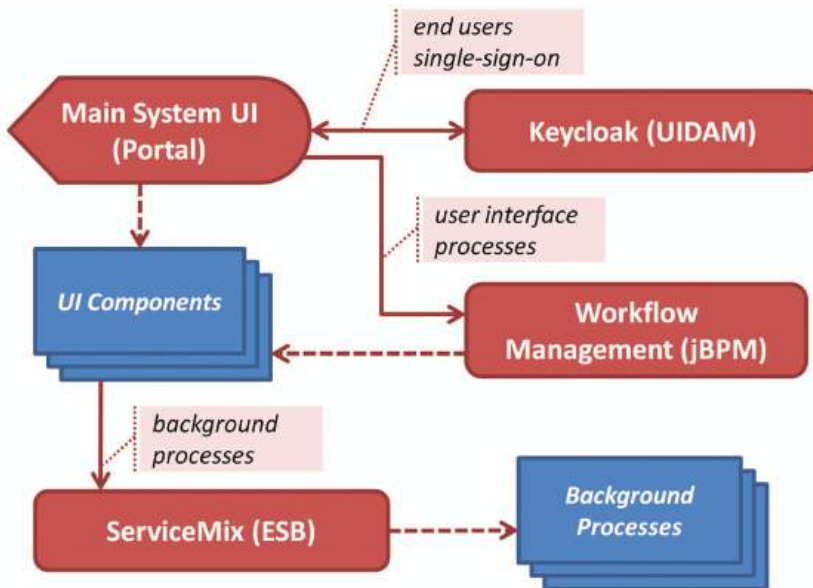 end users
single-sign-on
Main System UI
(Portal)
Keycloak (UIDAM)
user interface
processes
UI Components
Workflow
Management (jBPM)
background
processes
ServiceMix (ESB)
Background
Processes